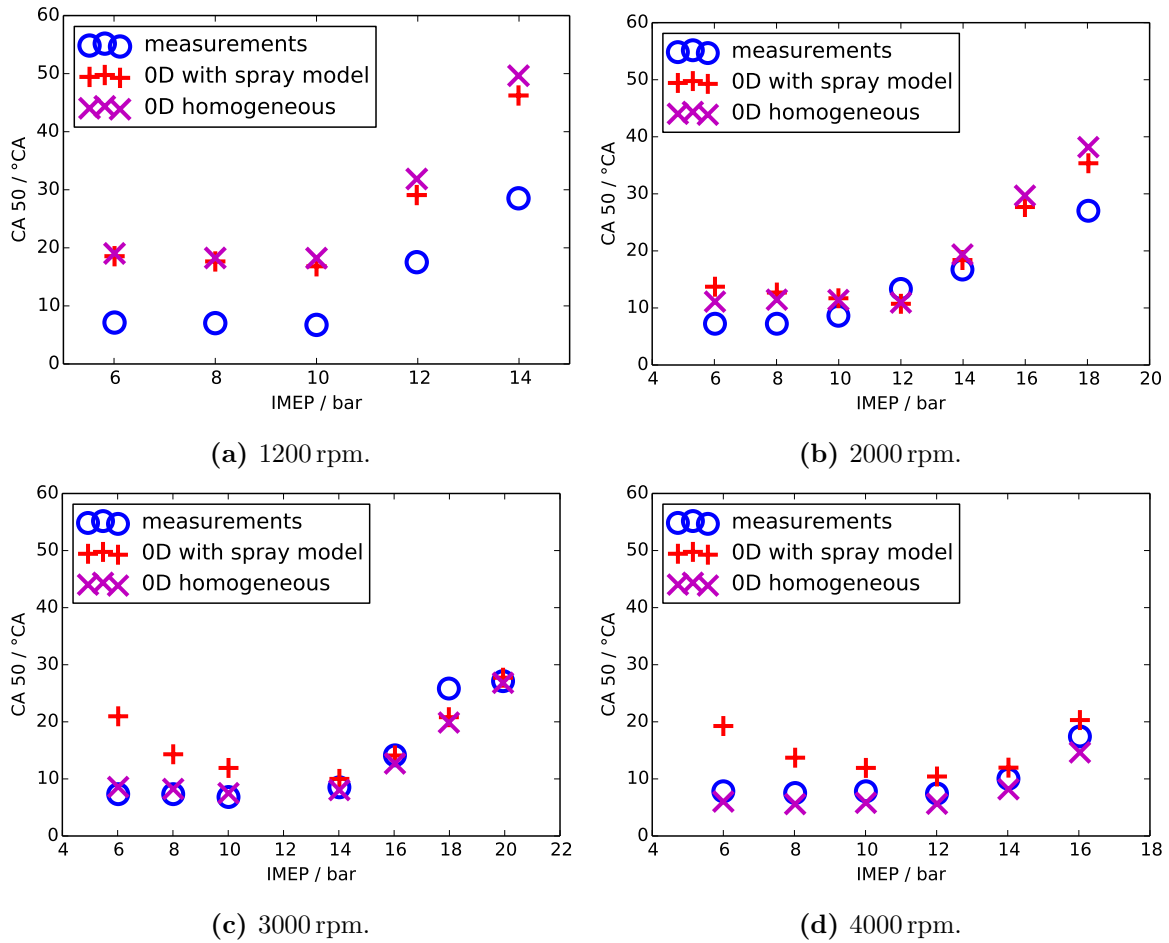 60
50
40
30
20
10
0
CA 50 / °CA
measurements
0D with spray model
0D homogeneous
6 8 10 12 14
IMEP / bar
(a) 1200 rpm.
60
50
40
30
20
10
0
CA 50 / °CA
measurements
0D with spray model
0D homogeneous
4 6 8 10 12 14 16 18 20
IMEP / bar
(b) 2000 rpm.
60
50
40
30
20
10
0
CA 50 / °CA
measurements
0D with spray model
0D homogeneous
4 6 8 10 12 14 16 18 20 22
IMEP / bar
(c) 3000 rpm.
60
50
40
30
20
10
0
CA 50 / °CA
measurements
0D with spray model
0D homogeneous
4 6 8 10 12 14 16 18
IMEP / bar
(d) 4000 rpm.